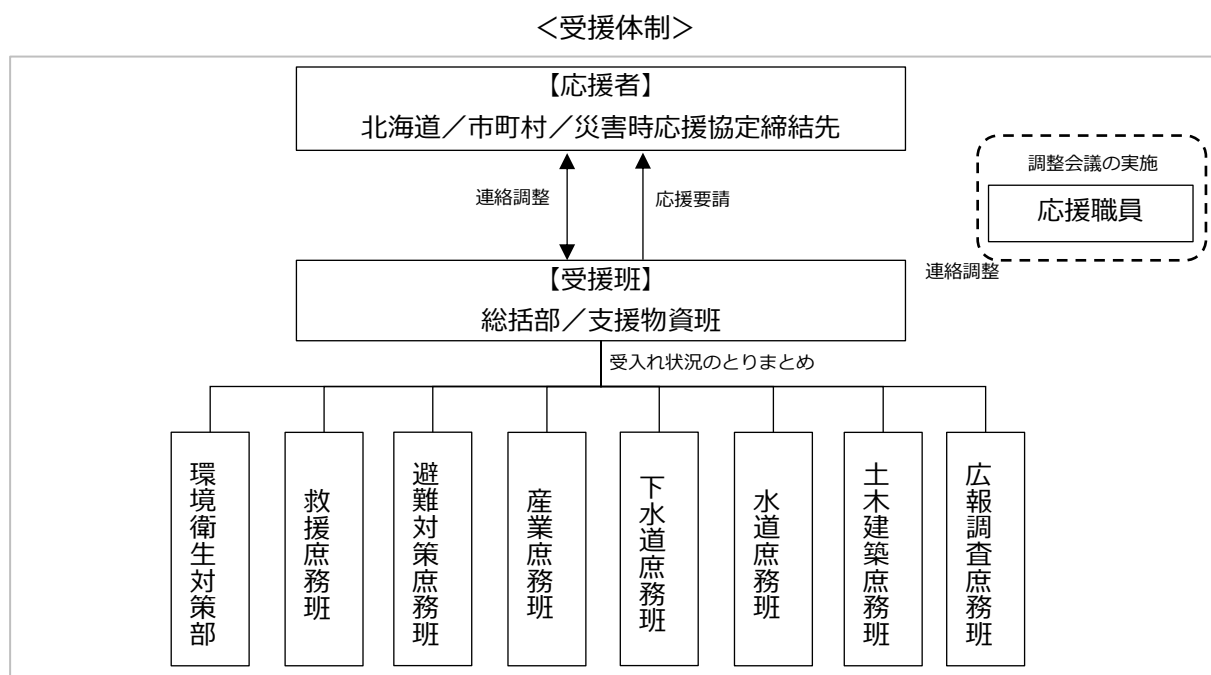 ＜受援体制＞
【応援者】
北海道／市町村／災害時応援協定締結先
調整会議の実施
応援職員
連絡調整
応援要請
連絡調整
【受援班】
総括部／支援物資班
受入れ状況のとりまとめ
環境衛生対策部
救援庶務班
避難対策庶務班
産業庶務班
下水道庶務班
水道庶務班
土木建築庶務班
広報調査庶務班